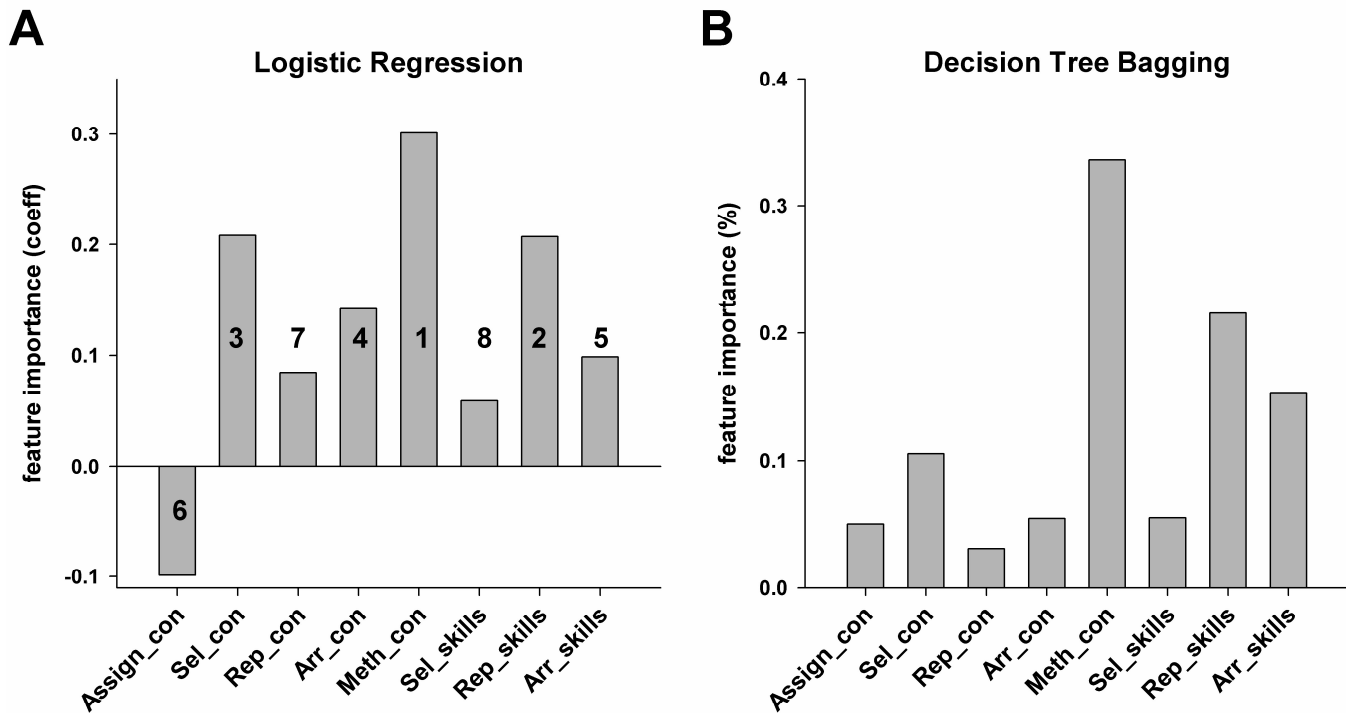 A
Logistic Regression
feature importance (coeff)
0.3
0.2
0.1
0.0
-0.1
6
3
7
4
1
8
2
5
Assign_con
Sel_con
Rep_con
Arr_con
Meth_con
Sel_skills
Rep_skills
Arr_skills
B
Decision Tree Bagging
feature importance (%)
0.4
0.3
0.2
0.1
0.0
Assign_con
Sel_con
Rep_con
Arr_con
Meth_con
Sel_skills
Rep_skills
Arr_skills